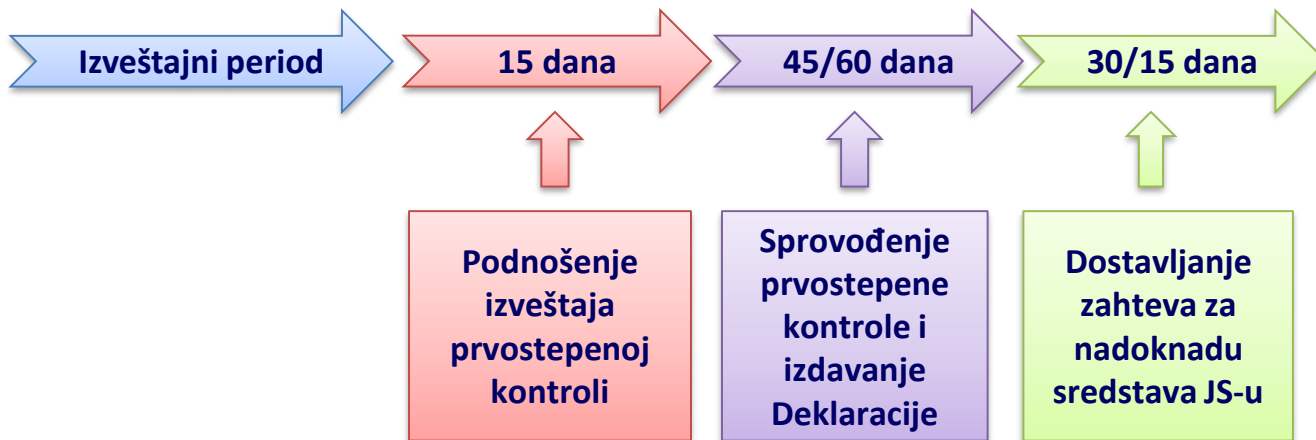 Izveštajni period
15 dana
45/60 dana
30/15 dana
Podnošenje
izveštaja
prvostepenoj
kontroli
Sprovođenje
prvostepene
kontrole i
izdavanje
Deklaracije
Dostavljanje
zahteva za
nadoknadu
sredstava JS-u